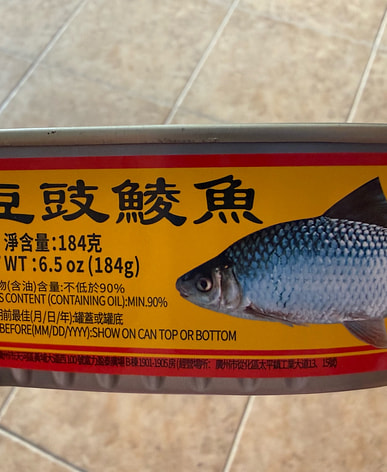 豆豉鯪魚
淨含量:184克
WT :6.5 oz (184g)
物(含油)含量:不低於90%
S CONTENT (CONTAINING OIL):MIN.90%
期前最佳(月/日/年):罐蓋或罐底
BEFORE(MM/DD/YYYY):SHOW ON CAN TOP OR BOTTOM